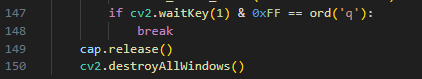 147 if cv2.waitKey(1) & 0xFF == ord('q'):
148 break
149 cap.release()
150 cv2.destroyAllWindows()